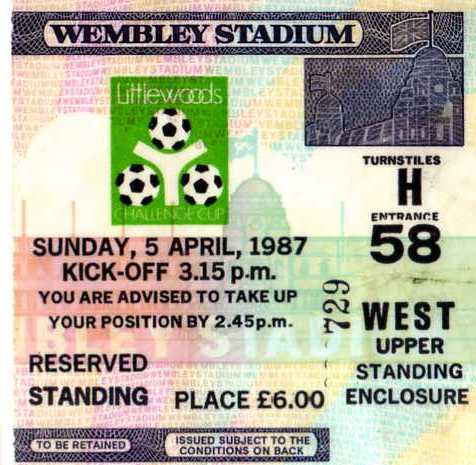 WEMBLEY STADIUM
Littlewoods
CHALLENGE CUP
TURNSTILES
H
ENTRANCE
58
SUNDAY, 5 APRIL, 1987
KICK-OFF 3.15 p.m.
YOU ARE ADVISED TO TAKE UP
YOUR POSITION BY 2.45p.m.
729
WEST
UPPER
STANDING
ENCLOSURE
RESERVED
STANDING PLACE £6.00
TO BE RETAINED
ISSUED SUBJECT TO THE
CONDITIONS ON BACK